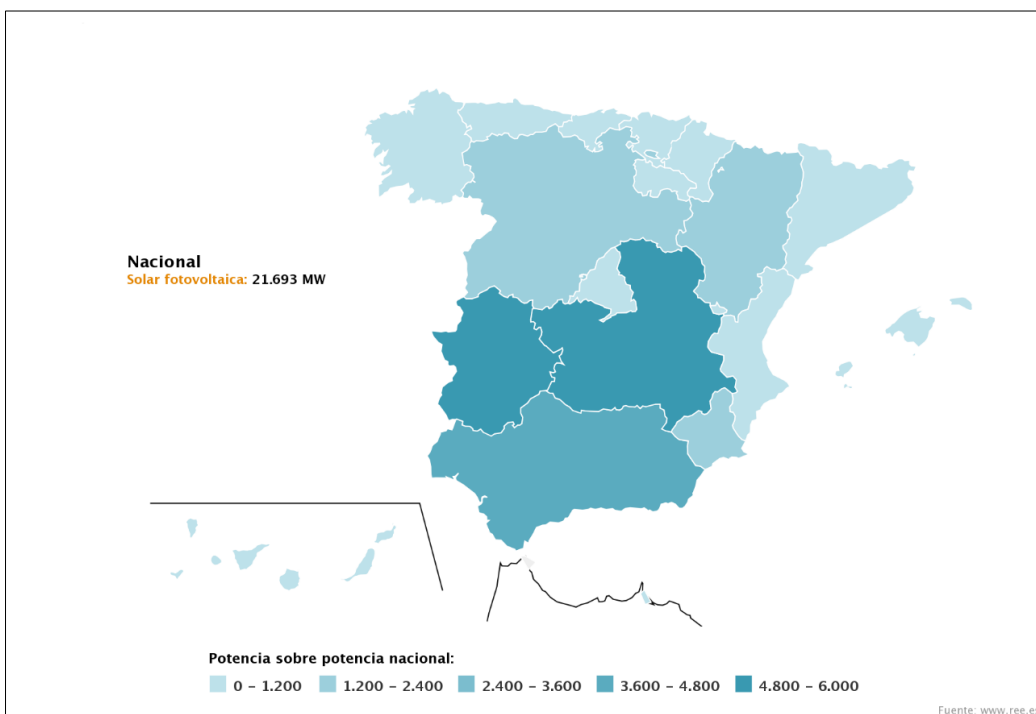 Nacional
Solar fotovoltaica: 21.693 MW
Potencia sobre potencia nacional:
0 – 1.200 1.200 – 2.400 2.400 – 3.600 3.600 – 4.800 4.800 – 6.000
Fuente: www.ree.es